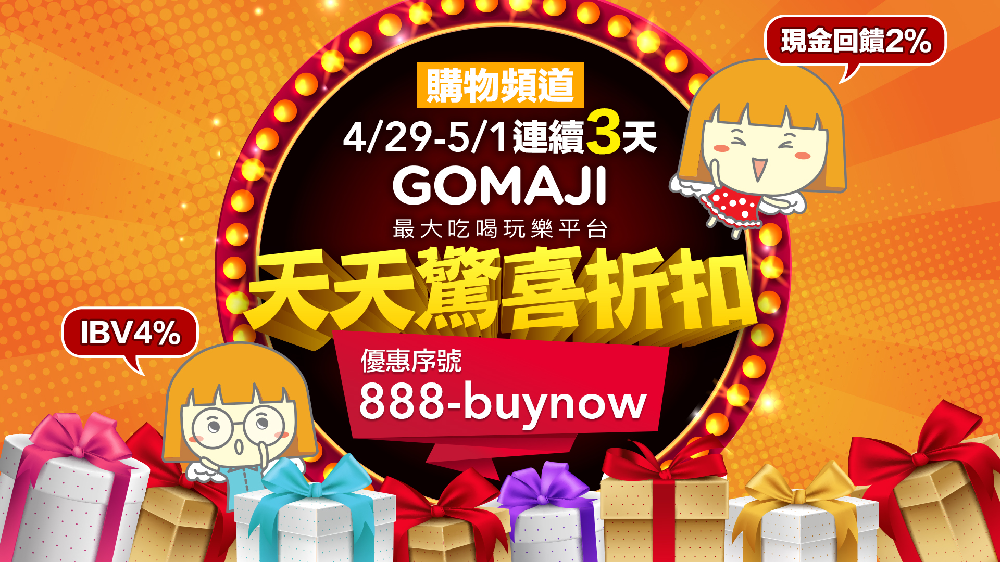 現金回饋2%
購物頻道
4/29-5/1連續3天
GOMAJI
最大吃喝玩樂平台
天天驚喜折扣
IBV4%
優惠序號
888-buynow